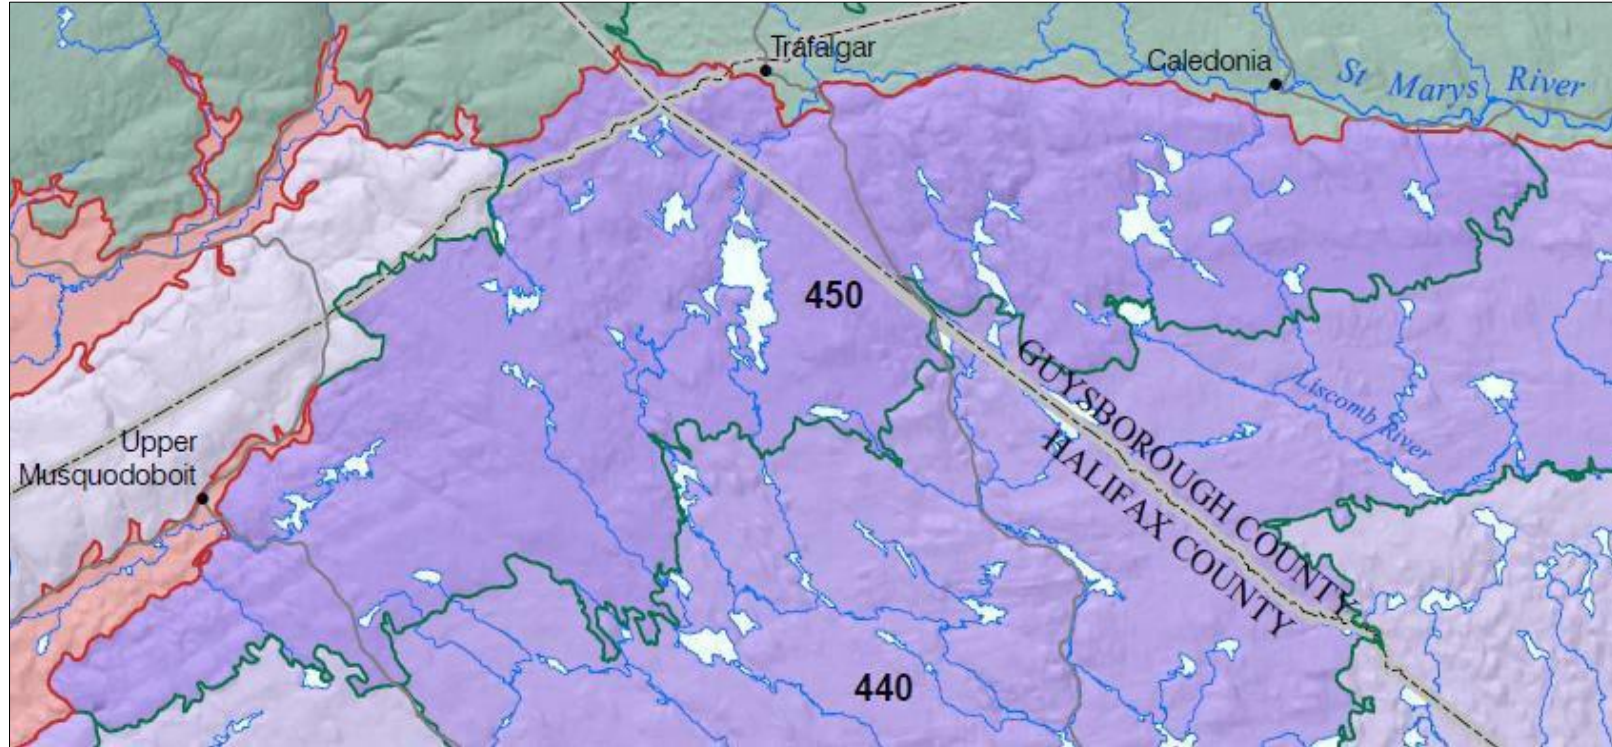 Trafalgar
Caledonia
St Marys River
450
GUYSBOROUGH COUNTY
HALIFAX COUNTY
Liscomb River
Upper
Musquodoboit
440